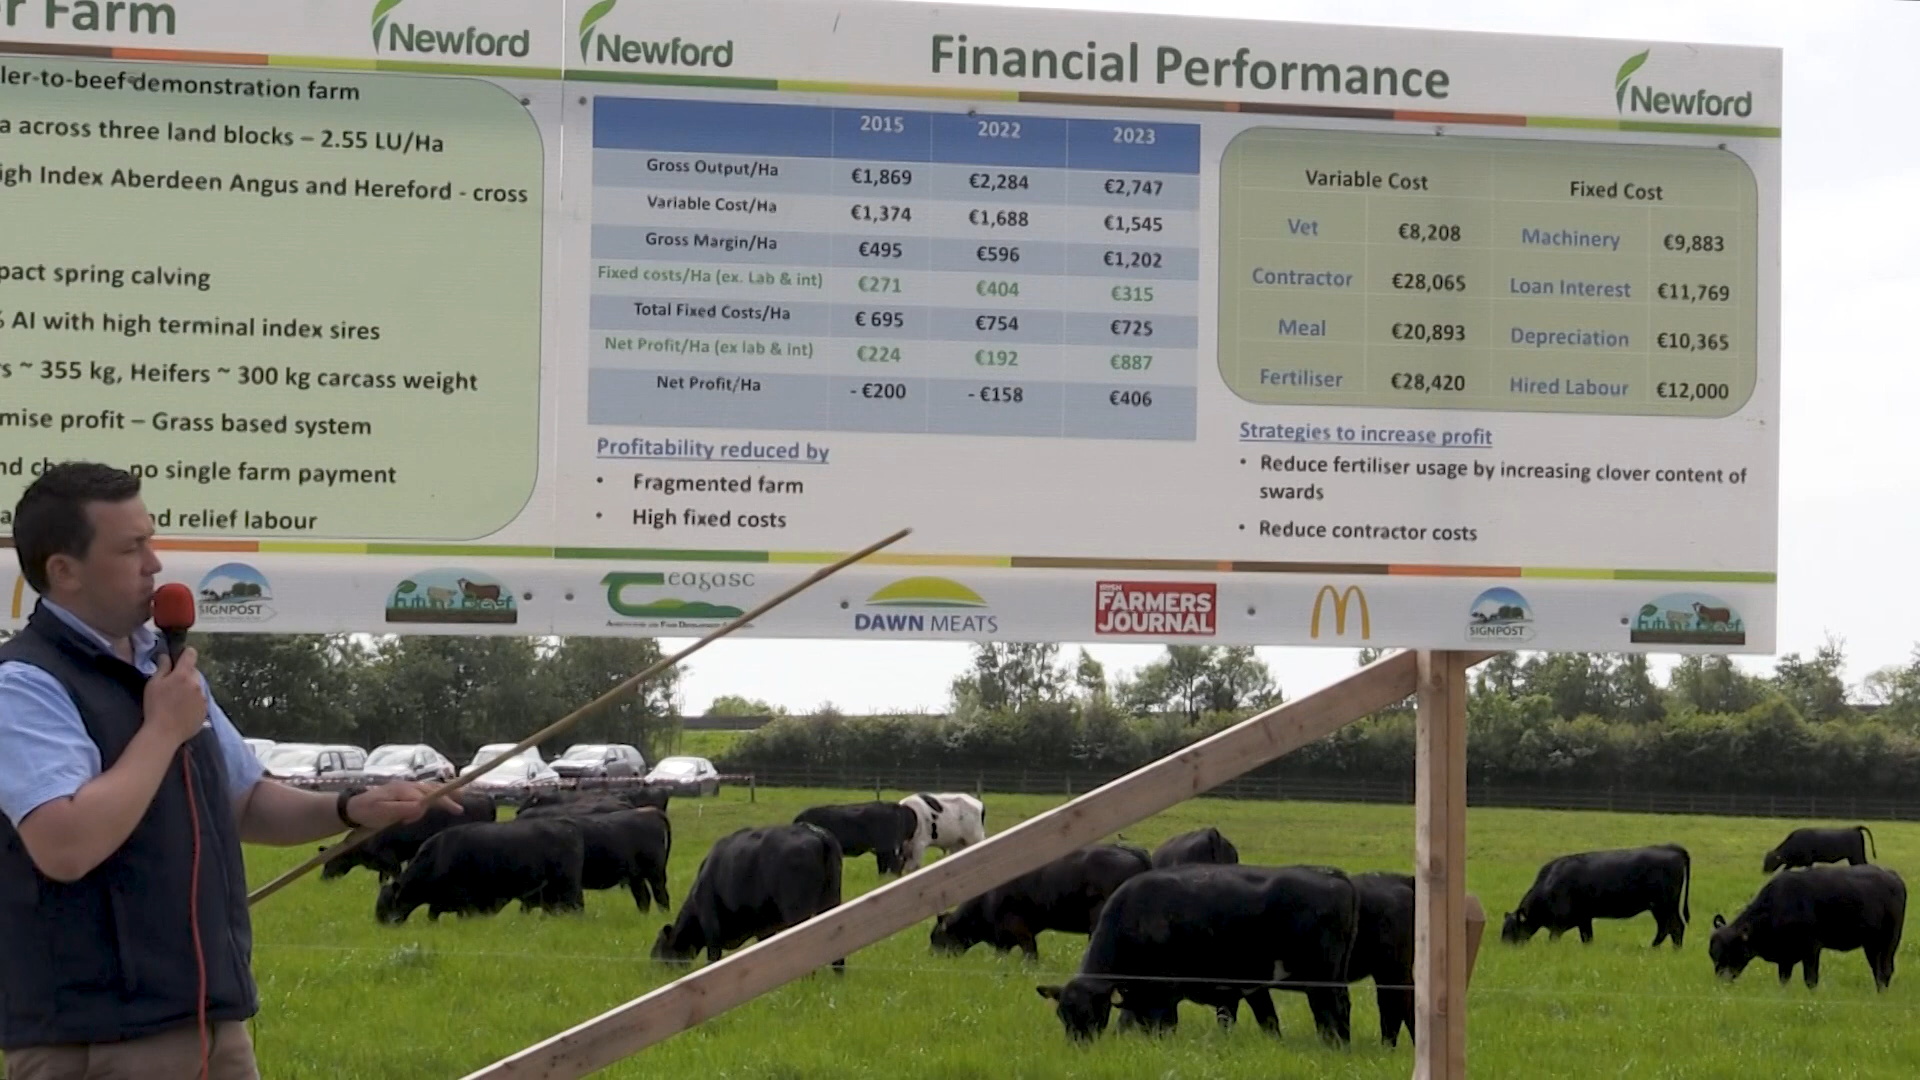 r Farm
Newford
ler-to-beef demonstration farm
a across three land blocks – 2.55 LU/Ha
igh Index Aberdeen Angus and Hereford - cross
pact spring calving
AI with high terminal index sires
s ~ 355 kg, Heifers ~ 300 kg carcass weight
mise profit – Grass based system
no single farm payment
d relief labour
SIGNPOST
Newford
Financial Performance
Newford
2015 2022 2023
Gross Output/Ha €1,869 €2,284 €2,747
Variable Cost/Ha €1,374 €1,688 €1,545
Gross Margin/Ha €495 €596 €1,202
Fixed costs/Ha (ex. Lab & int) €271 €404 €315
Total Fixed Costs/Ha € 695 €754 €725
Net Profit/Ha (ex lab & int) €224 €192 €887
Net Profit/Ha - €200 - €158 €406
Profitability reduced by
• Fragmented farm
• High fixed costs
Variable Cost Fixed Cost
Vet €8,208 Machinery €9,883
Contractor €28,065 Loan Interest €11,769
Meal €20,893 Depreciation €10,365
Fertiliser €28,420 Hired Labour €12,000
Strategies to increase profit
• Reduce fertiliser usage by increasing clover content of
swards
• Reduce contractor costs
eagasc
DAWN MEATS
IRISH
FARMERS
JOURNAL
SIGNPOST